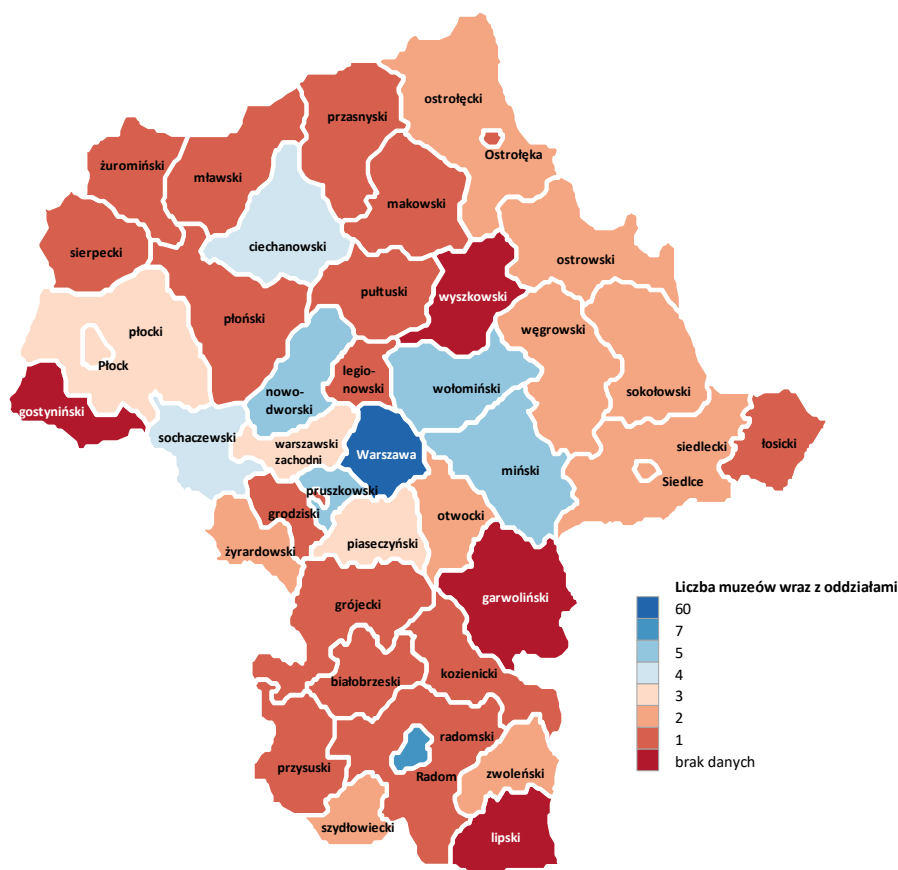 ostrołęcki
przasnyski
Ostrołęka
żuromiński
mławski
makowski
ciechanowski
sierpecki
ostrowski
pułtuski
wyszkowski
płoński
płocki
węgrowski
Płock
legio-
nowski
wołomiński
nowo-
dworski
sokołowski
gostyniński
sochaczewski
warszawski
zachodni
Warszawa
siedlecki
łosicki
miński
Siedlce
pruszkowski
grodziski
otwocki
piaseczyński
żyrardowski
garwoliński
grójecki
kozienicki
białobrzeski
radomski
przysuski
Radom
zwoleński
szydłowiecki
lipski
Liczba muzeów wraz z oddziałami
60
7
5
4
3
2
1
brak danych